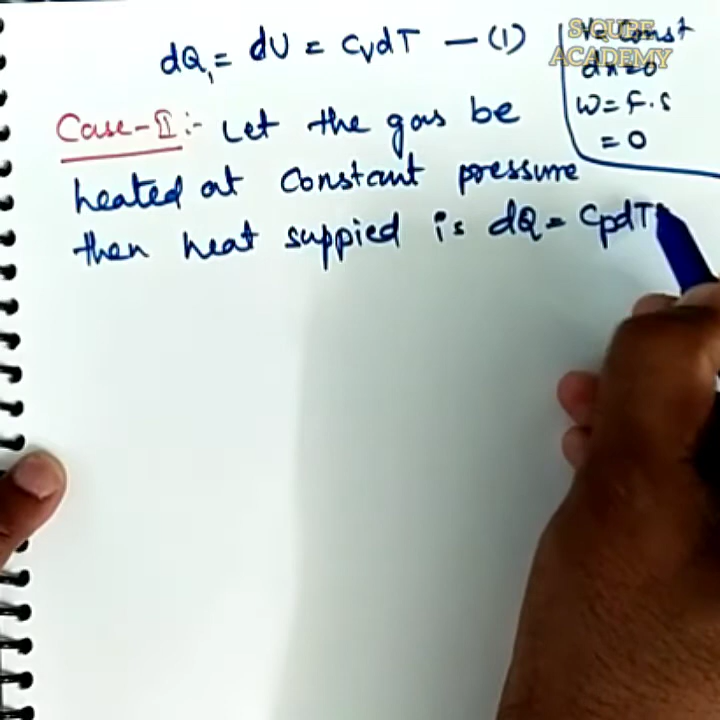 dQ₁ = dU = CvdT — (1)
V = Const
S QUBE
ACADEMY
dx = 0
W = F.S
= 0
Case-II:- Let the gas be
heated at Constant pressure
then heat suppied is dQ = CpdT